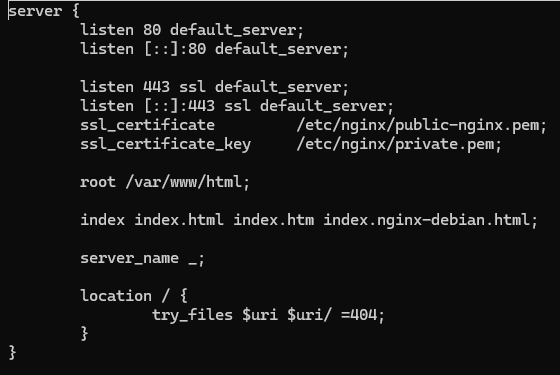 server {
        listen 80 default_server;
        listen [::]:80 default_server;

        listen 443 ssl default_server;
        listen [::]:443 ssl default_server;
        ssl_certificate         /etc/nginx/public-nginx.pem;
        ssl_certificate_key     /etc/nginx/private.pem;

        root /var/www/html;

        index index.html index.htm index.nginx-debian.html;

        server_name _;

        location / {
                try_files $uri $uri/ =404;
        }
}